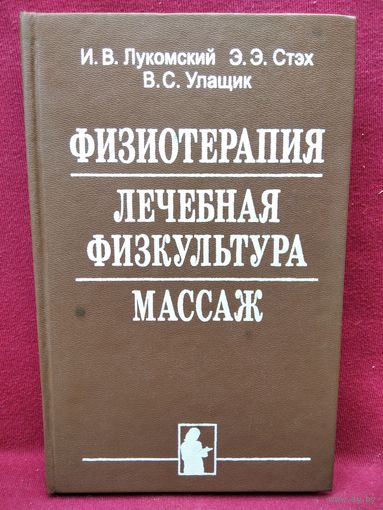 И. В. Лукомский Э. Э. Стэх
В. С. Улащик
ФИЗИОТЕРАПИЯ
ЛЕЧЕБНАЯ
ФИЗКУЛЬТУРА
МАССАЖ